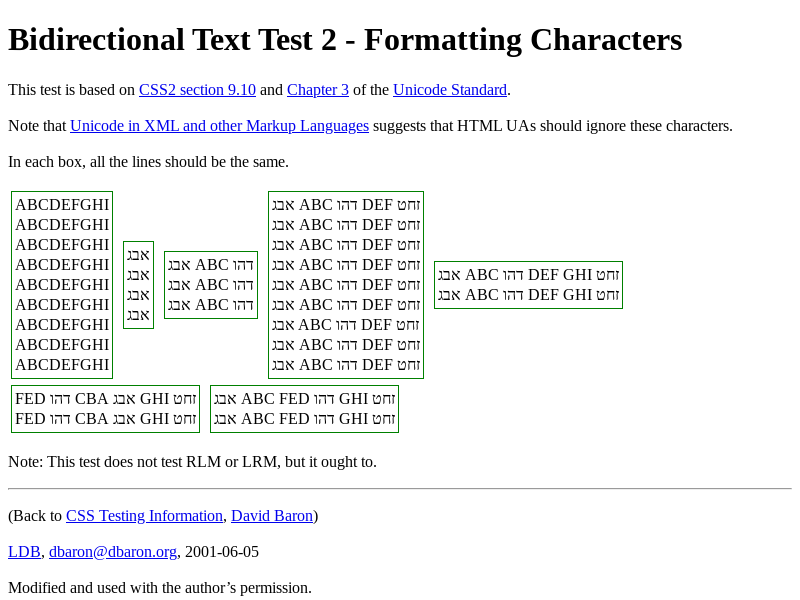 Bidirectional Text Test 2 - Formatting Characters
This test is based on CSS2 section 9.10 and Chapter 3 of the Unicode Standard.
Note that Unicode in XML and other Markup Languages suggests that HTML UAs should ignore these characters.
In each box, all the lines should be the same.
ABCDEFGHI
ABCDEFGHI
ABCDEFGHI
ABCDEFGHI
ABCDEFGHI
ABCDEFGHI
ABCDEFGHI
ABCDEFGHI
ABCDEFGHI
אבג
אבג
אבג
אבג
אבג ABC דהו
אבג ABC דהו
אבג ABC דהו
אבג ABC דהו DEF זחט
אבג ABC דהו DEF זחט
אבג ABC דהו DEF זחט
אבג ABC דהו DEF זחט
אבג ABC דהו DEF זחט
אבג ABC דהו DEF זחט
אבג ABC דהו DEF זחט
אבג ABC דהו DEF זחט
אבג ABC דהו DEF זחט
אבג ABC דהו DEF GHI זחט
אבג ABC דהו DEF GHI זחט
FED דהו CBA אבג GHI זחט
FED דהו CBA אבג GHI זחט
אבג ABC FED דהו GHI זחט
אבג ABC FED דהו GHI זחט
Note: This test does not test RLM or LRM, but it ought to.
(Back to CSS Testing Information, David Baron)
LDB, dbaron@dbaron.org, 2001-06-05
Modified and used with the author’s permission.